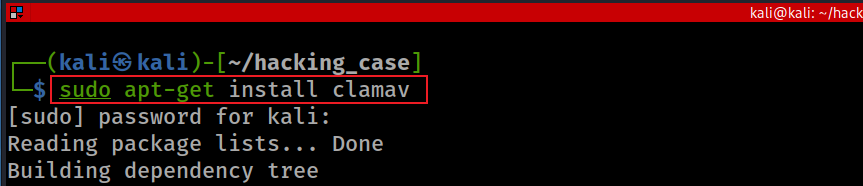 kali@kali: ~/hack
(kali㉿kali)-[~/hacking_case]
$ sudo apt-get install clamav
[sudo] password for kali:
Reading package lists... Done
Building dependency tree